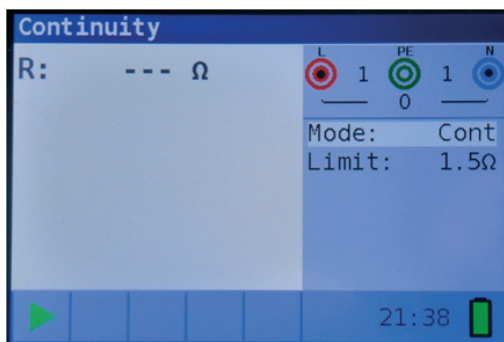 Continuity
R: --- Ω
L PE N
1 1
0
Mode: Cont
Limit: 1.5Ω
21:38